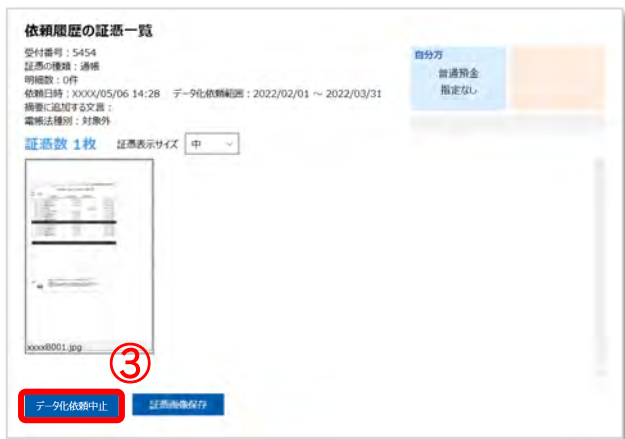 依頼履歴の証憑一覧
受付番号：5454
証憑の種類：通帳
明細数：0件
依頼日時：XXXX/05/06 14:28 データ化依頼範囲：2022/02/01 ～ 2022/03/31
摘要に追加する文言：
電帳法種別：対象外
自分方
普通預金
指定なし
証憑数 1枚 証憑表示サイズ 中
xxxx8001.jpg
③
データ化依頼中止 証憑画像保存